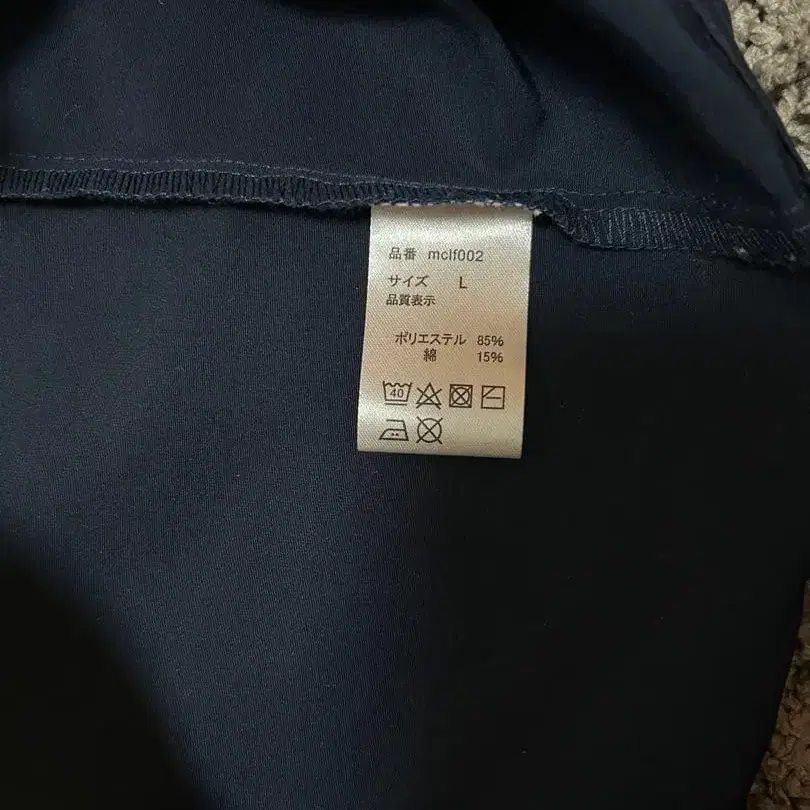 品番 mclf002
サイズ L
品質表示
ポリエステル 85%
綿 15%
40